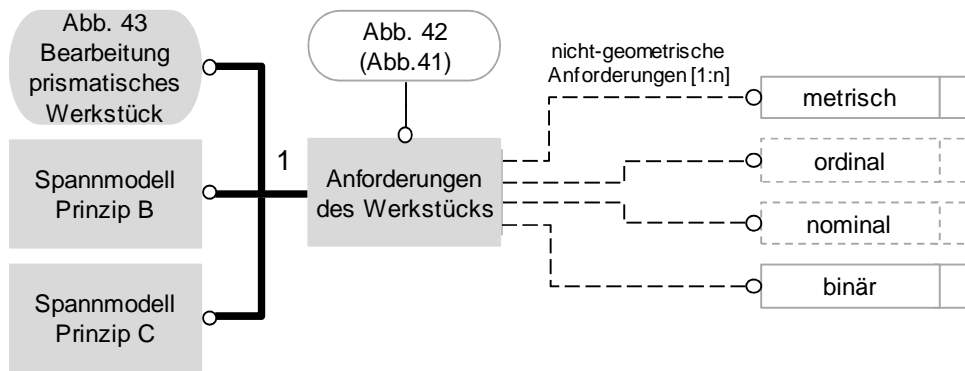 Abb. 43
Bearbeitung
prismatisches
Werkstück
Spannmodell
Prinzip B
Spannmodell
Prinzip C
1
Abb. 42
(Abb.41)
Anforderungen
des Werkstücks
nicht-geometrische
Anforderungen [1:n]
metrisch
ordinal
nominal
binär